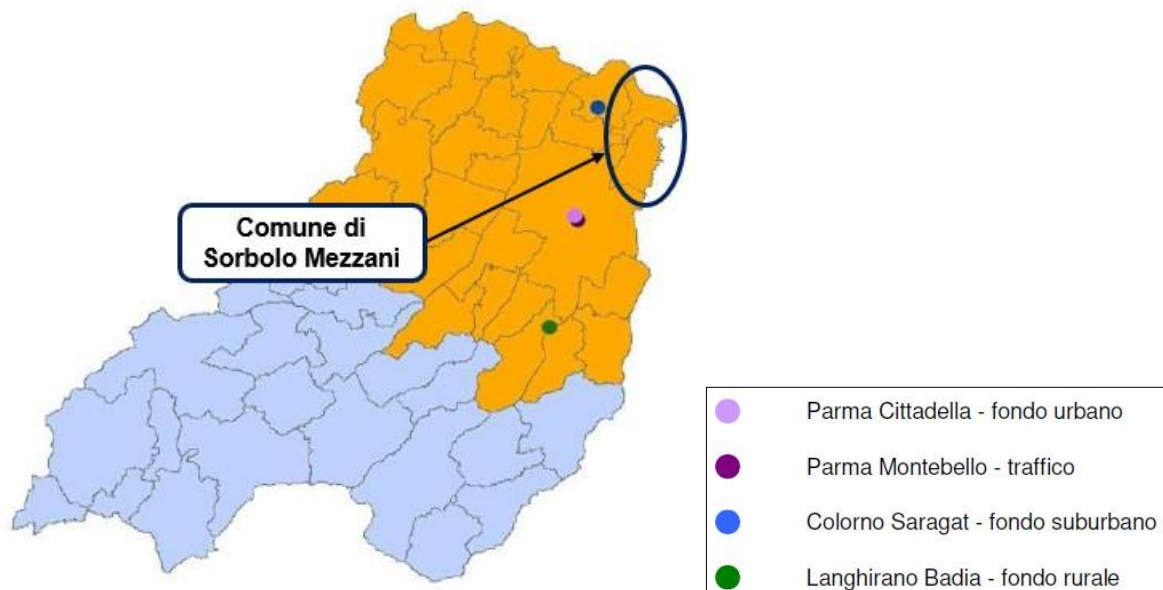 Comune di
Sorbolo Mezzani
Parma Cittadella - fondo urbano
Parma Montebello - traffico
Colorno Saragat - fondo suburbano
Langhirano Badia - fondo rurale